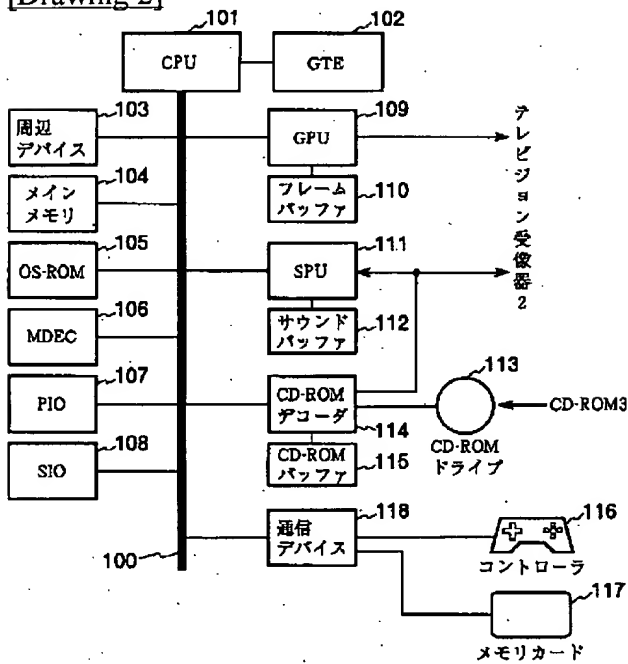 [Drawing 2]
101
CPU
102
GTE
103
周辺
デバイス
104
メイン
メモリ
105
OS-ROM
106
MDEC
107
PIO
108
SIO
100
109
GPU
フレーム
バッファ
110
111
SPU
サウンド
バッファ
112
テレビジョン受像器2
CD-ROM
デコーダ
114
CD-ROM
バッファ
115
113
CD-ROM
ドライブ
CD-ROM3
118
通信
デバイス
116
コントローラ
117
メモリカード